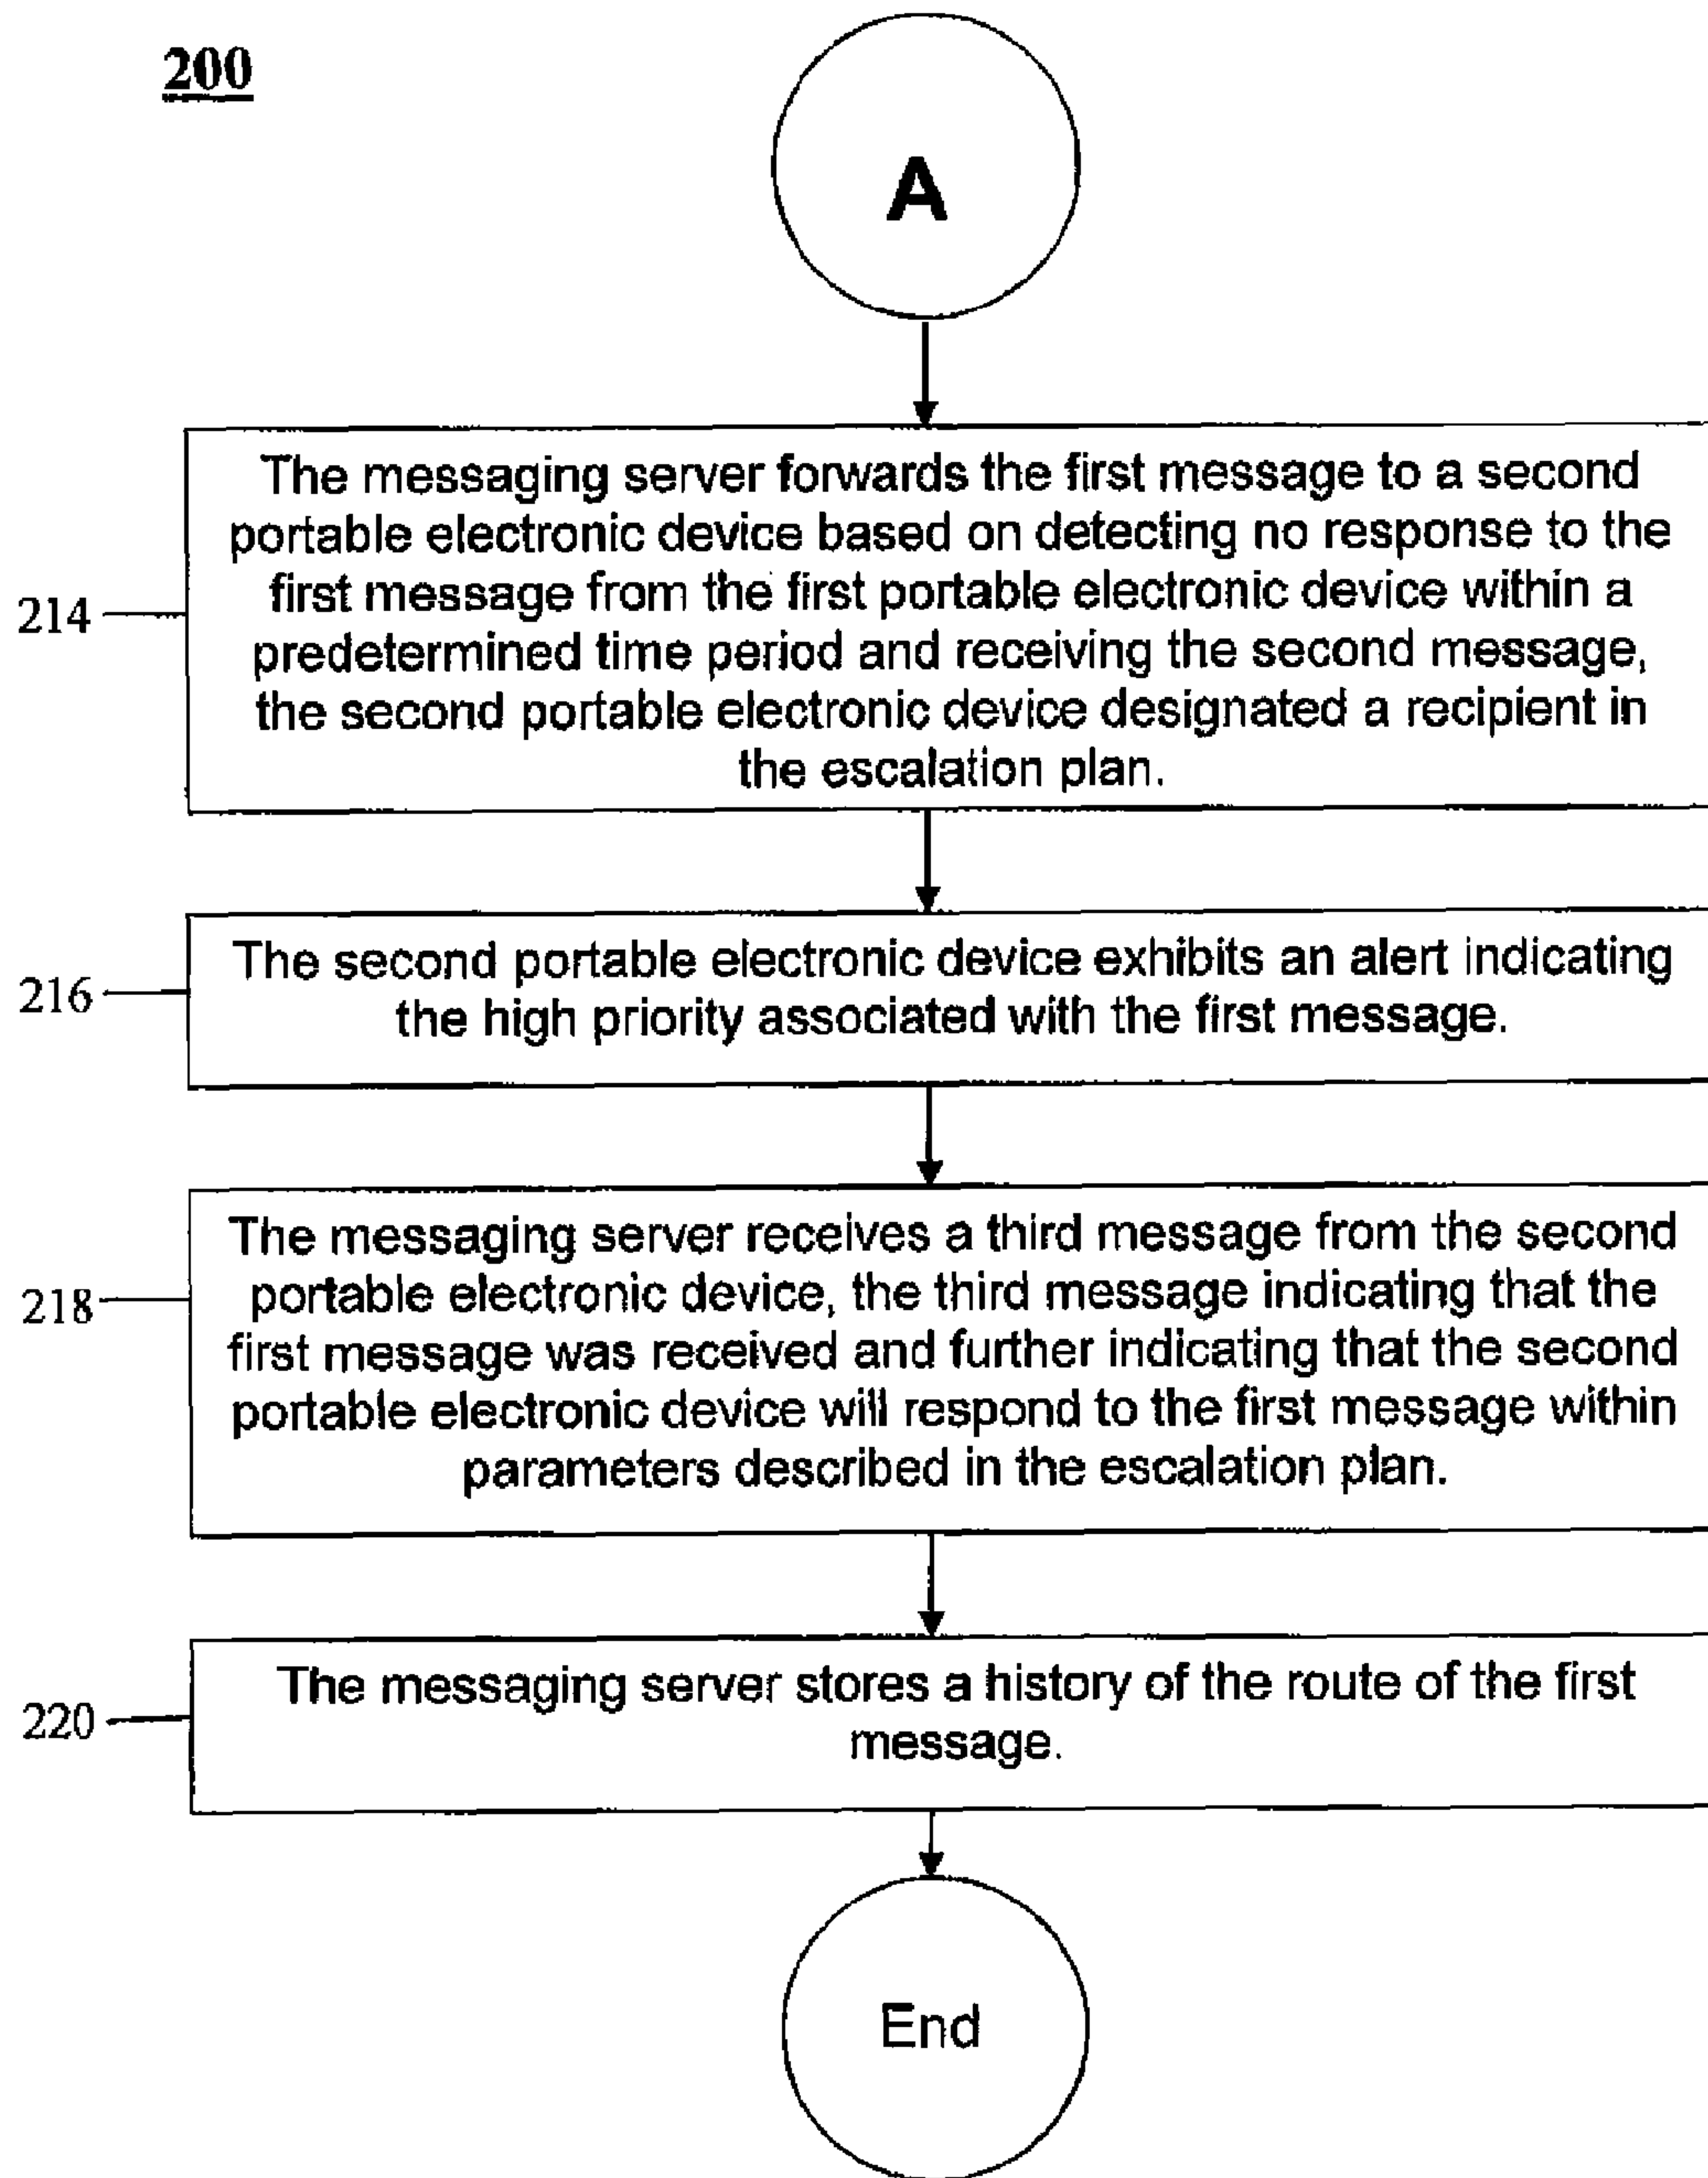 200
A
The messaging server forwards the first message to a second
portable electronic device based on detecting no response to the
first message from the first portable electronic device within a
predetermined time period and receiving the second message,
the second portable electronic device designated a recipient in
the escalation plan.
214
The second portable electronic device exhibits an alert indicating
the high priority associated with the first message.
216
The messaging server receives a third message from the second
portable electronic device, the third message indicating that the
first message was received and further indicating that the second
portable electronic device will respond to the first message within
parameters described in the escalation plan.
218
The messaging server stores a history of the route of the first
message.
220
End